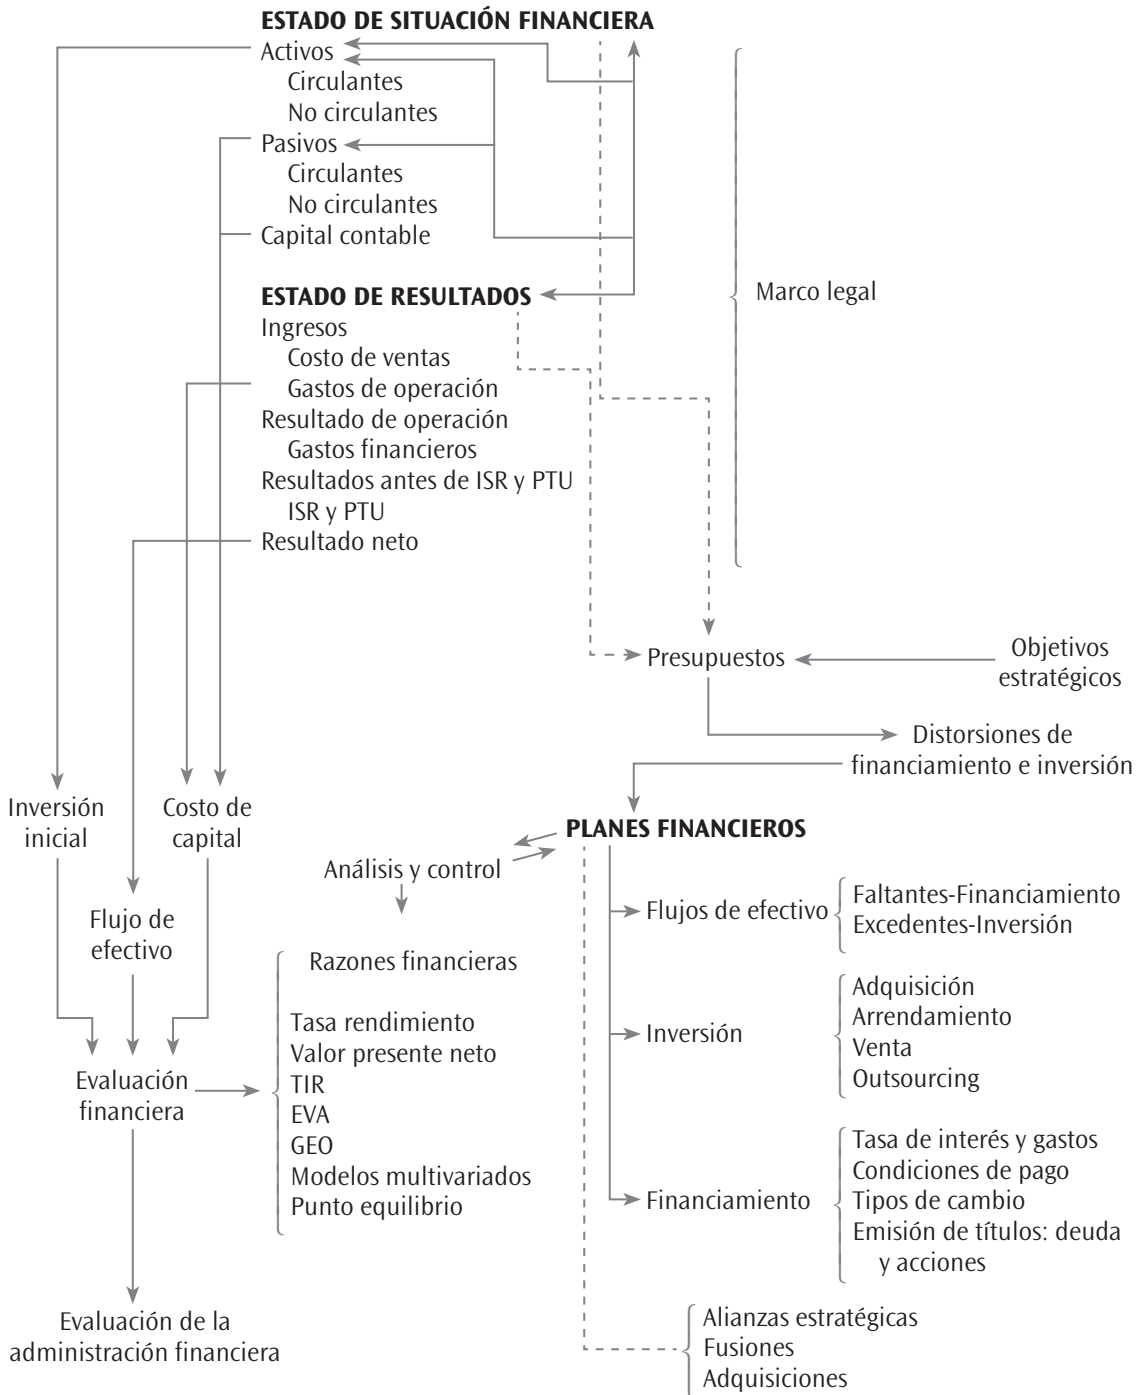 ESTADO DE SITUACIÓN FINANCIERA
Activos
Circulantes
No circulantes
Pasivos
Circulantes
No circulantes
Capital contable
ESTADO DE RESULTADOS
Ingresos
Costo de ventas
Gastos de operación
Resultado de operación
Gastos financieros
Resultados antes de ISR y PTU
ISR y PTU
Resultado neto
Marco legal
Presupuestos
Objetivos
estratégicos
Distorsiones de
financiamiento e inversión
Inversión
inicial
Costo de
capital
Flujo de
efectivo
Evaluación
financiera
Evaluación de la
administración financiera
PLANES FINANCIEROS
Análisis y control
Razones financieras
Tasa rendimiento
Valor presente neto
TIR
EVA
GEO
Modelos multivariados
Punto equilibrio
Flujos de efectivo
Faltantes-Financiamiento
Excedentes-Inversión
Inversión
Adquisición
Arrendamiento
Venta
Outsourcing
Financiamiento
Tasa de interés y gastos
Condiciones de pago
Tipos de cambio
Emisión de títulos: deuda
y acciones
Alianzas estratégicas
Fusiones
Adquisiciones